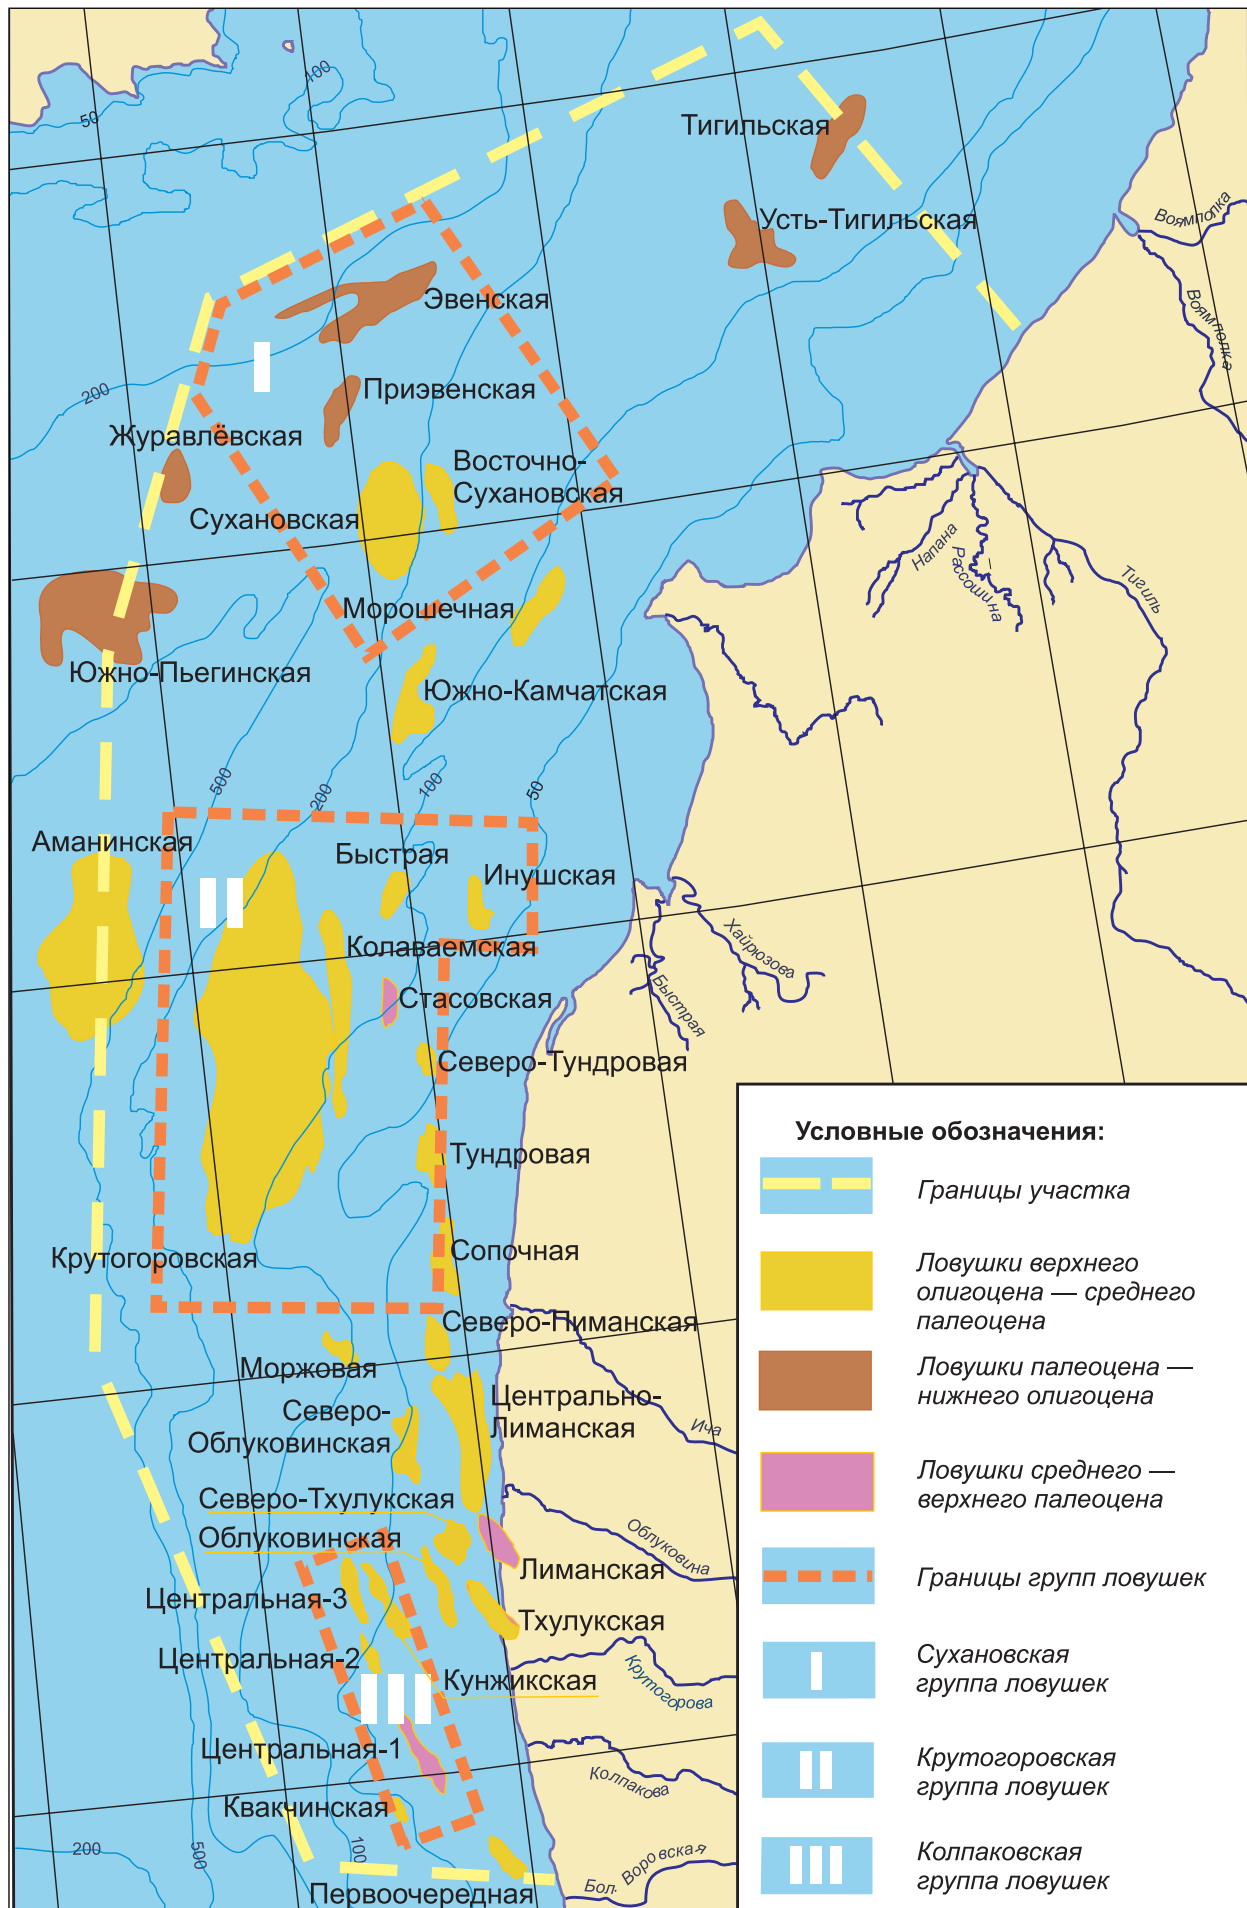 100
50
Тигильская
Усть-Тигильская
Воямполка
Воямполка
Эвенская
200
Приэвенская
Журавлёвская
Восточно-
Сухановская
Сухановская
Напана
Рассошина
Тигиль
Морошечная
Южно-Пьегинская
Южно-Камчатская
500
200
100
50
Аманинская
Быстрая
Инушская
Колаваемская
Хайрюзова
Быстрая
Стасовская
Северо-Тундровая
Тундровая
Крутогоровская
Сопочная
Северо-Пиманская
Моржовая
Центрально-
Лиманская
Северо-
Облуковинская
Ича
Северо-Тхулукская
Облуковинская
Облуковина
Лиманская
Центральная-3
Тхулукская
Центральная-2
Кунжикская
Крутогорова
Центральная-1
Колпакова
Квакчинская
200
500
100
Первоочередная
Бол. Воровская
Условные обозначения:
Границы участка
Ловушки верхнего
олигоцена — среднего
палеоцена
Ловушки палеоцена —
нижнего олигоцена
Ловушки среднего —
верхнего палеоцена
Границы групп ловушек
Сухановская
группа ловушек
Крутогоровская
группа ловушек
Колпаковская
группа ловушек